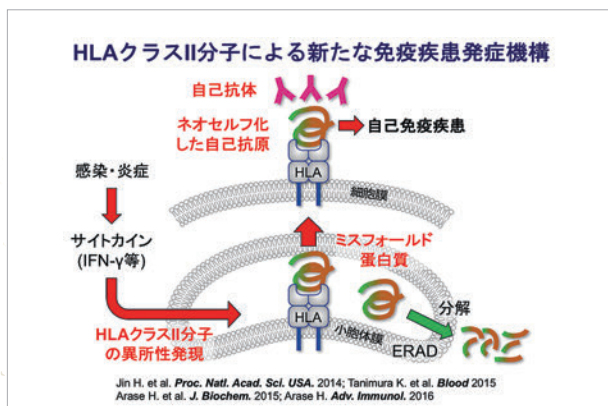 HLAクラスII分子による新たな免疫疾患発症機構
自己抗体
ネオセルフ化
した自己抗原
自己免疫疾患
HLA
細胞膜
感染・炎症
サイトカイン
(IFN-γ等)
HLAクラスII分子
の異所性発現
ミスフォールド
蛋白質
HLA
小胞体膜
分解
ERAD
Jin H. et al. Proc. Natl. Acad. Sci. USA. 2014; Tanimura K. et al. Blood 2015
Arase H. et al. J. Biochem. 2015; Arase H. Adv. Immunol. 2016